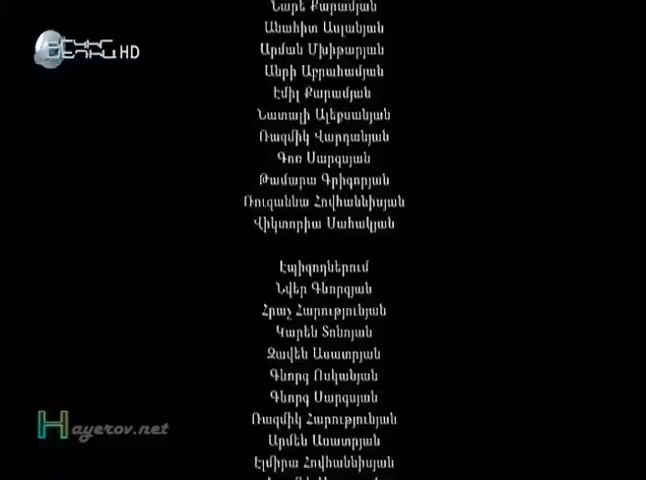 Նարե Քարամյան
Անահիտ Ասլանյան
Արման Մխիթարյան
Անրի Աբրահամյան
Էմիլ Քարամյան
Նատալի Ալեքսանյան
Ռազմիկ Վարդանյան
Գոռ Սարգսյան
Թամարա Գրիգորյան
Ռուզաննա Հովհաննիսյան
Վիկտորիա Սահակյան
Էպիզոդներում
Նվեր Գևորգյան
Հրաչ Հարությունյան
Կարեն Տոնոյան
Զավեն Ասատրյան
Գևորգ Ոսկանյան
Գևորգ Սարգսյան
Ռազմիկ Հարությունյան
Արմեն Ասատրյան
Էլմիրա Հովհաննիսյան
HD
Hayerov.net